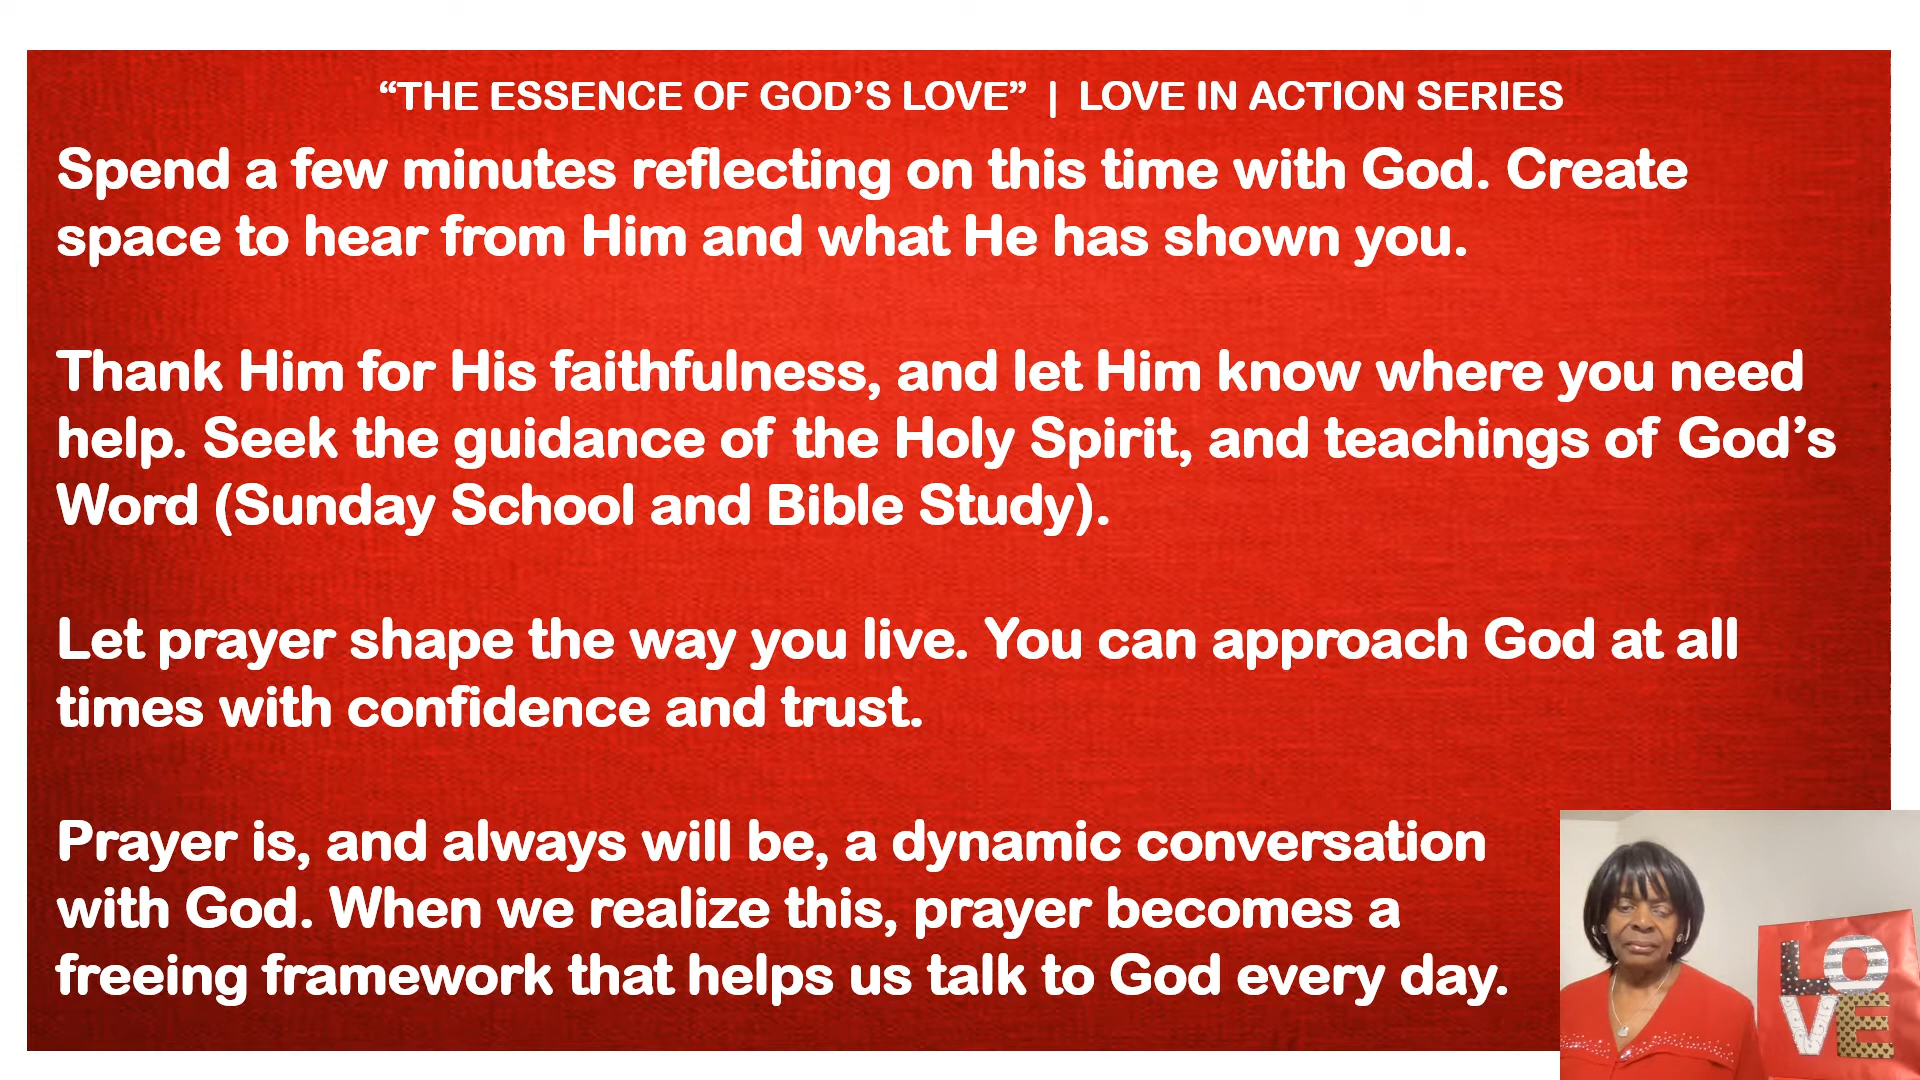 “THE ESSENCE OF GOD’S LOVE” | LOVE IN ACTION SERIES
Spend a few minutes reflecting on this time with God. Create
space to hear from Him and what He has shown you.
Thank Him for His faithfulness, and let Him know where you need
help. Seek the guidance of the Holy Spirit, and teachings of God’s
Word (Sunday School and Bible Study).
Let prayer shape the way you live. You can approach God at all
times with confidence and trust.
Prayer is, and always will be, a dynamic conversation
with God. When we realize this, prayer becomes a
freeing framework that helps us talk to God every day.
LO
VE